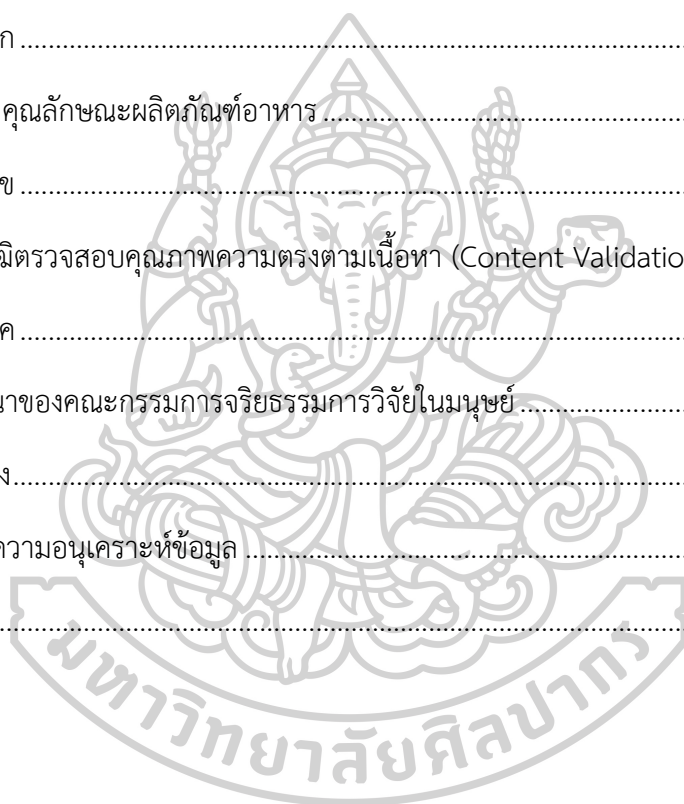 ก ........................................................................................
คุณลักษณะผลิตภัณฑ์อาหาร ........................................................
ข ........................................................................................
ฒิตรวจสอบคุณภาพความตรงตามเนื้อหา (Content Validatio
ค ........................................................................................
นาของคณะกรรมการจริยธรรมการวิจัยในมนุษย์ ..............................
ง.........................................................................................
ความอนุเคราะห์ข้อมูล ................................................................
...........................................................................................
มหาวิทยาลัยศิลปากร